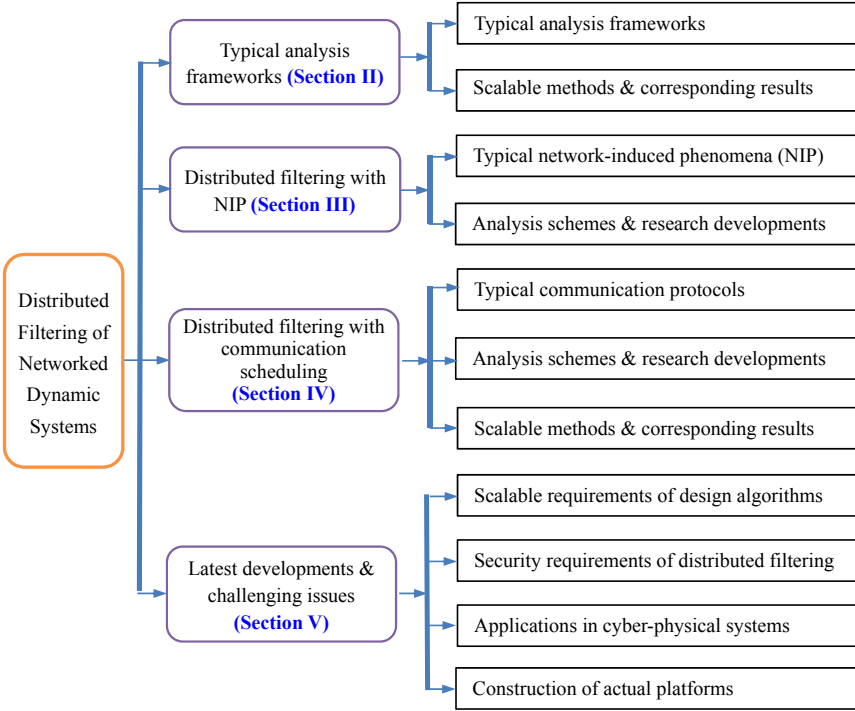 Distributed
Filtering of
Networked
Dynamic
Systems
Typical analysis
frameworks (Section II)
Typical analysis frameworks
Scalable methods & corresponding results
Distributed filtering with
NIP (Section III)
Typical network-induced phenomena (NIP)
Analysis schemes & research developments
Distributed filtering with
communication
scheduling
(Section IV)
Typical communication protocols
Analysis schemes & research developments
Scalable methods & corresponding results
Latest developments &
challenging issues
(Section V)
Scalable requirements of design algorithms
Security requirements of distributed filtering
Applications in cyber-physical systems
Construction of actual platforms